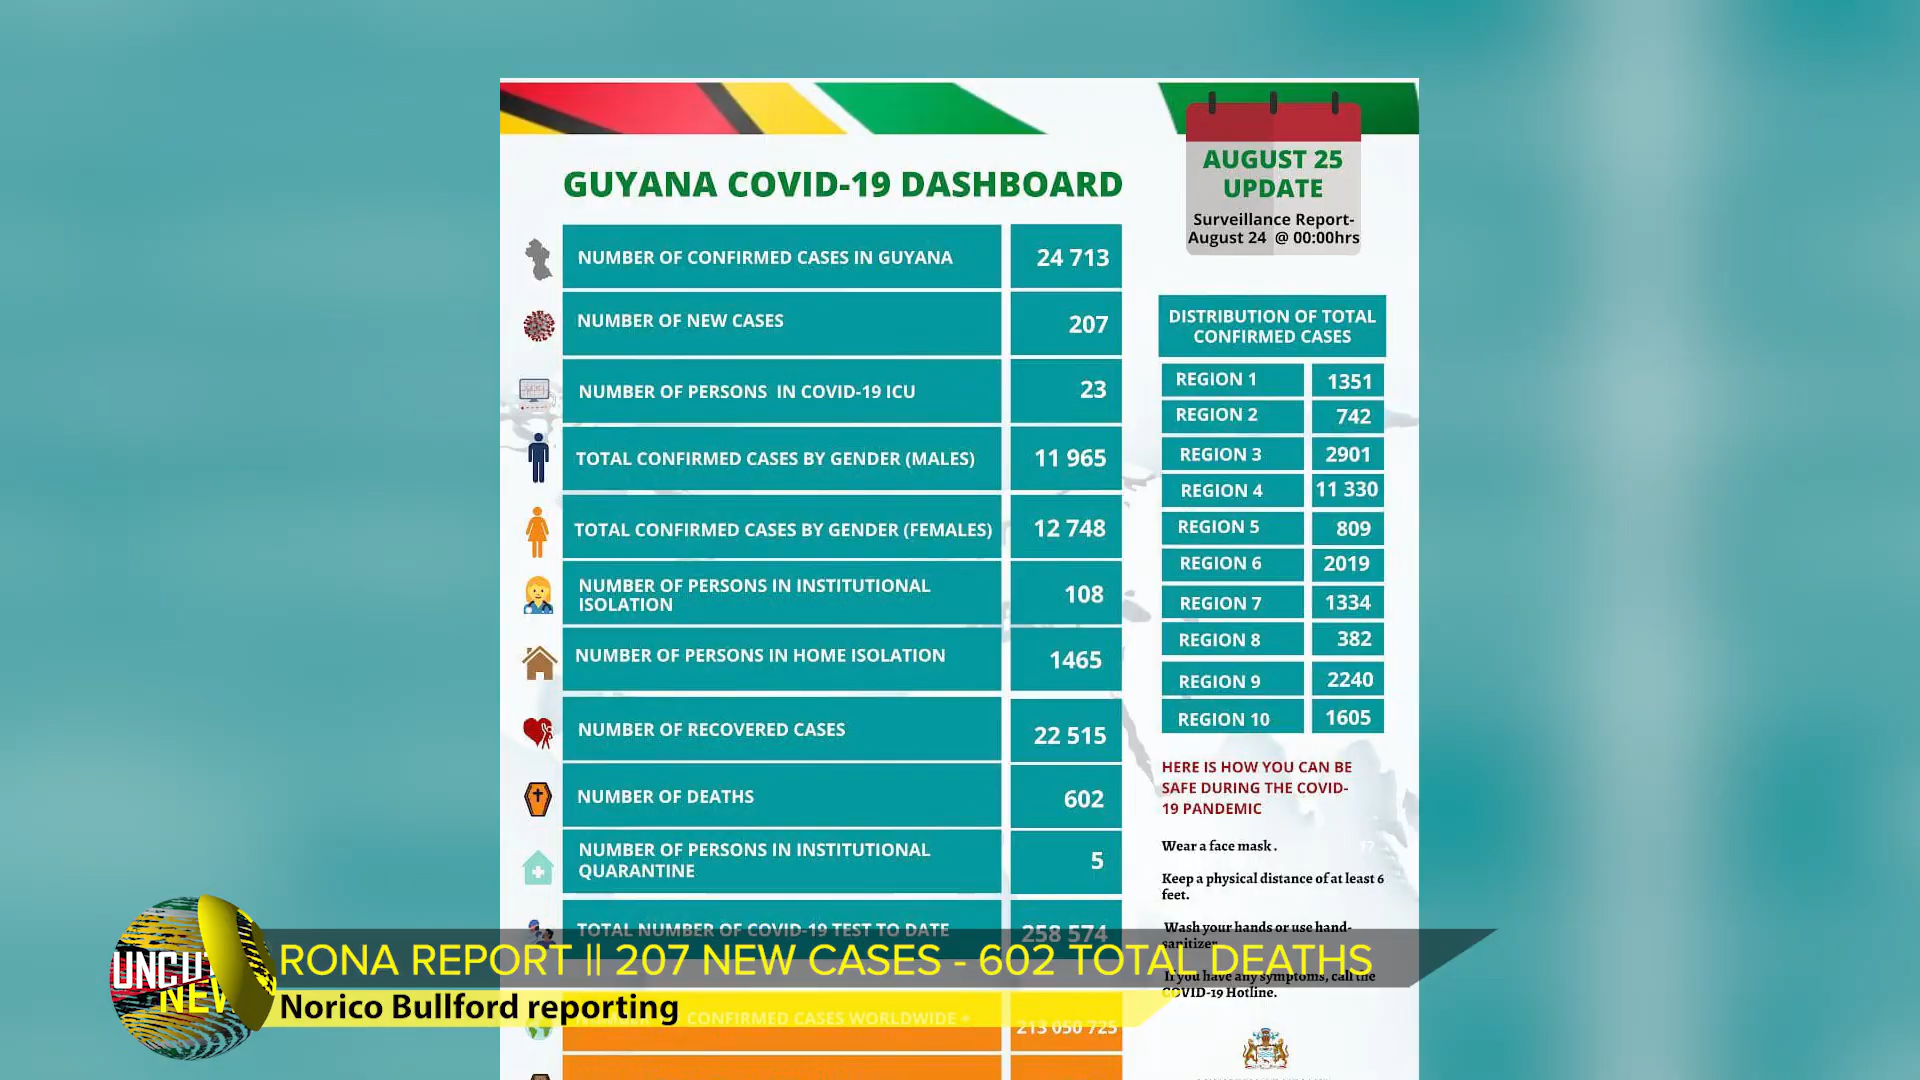 GUYANA COVID-19 DASHBOARD
AUGUST 25
UPDATE
Surveillance Report-
August 24 @ 00:00hrs
NUMBER OF CONFIRMED CASES IN GUYANA 24 713
NUMBER OF NEW CASES 207
NUMBER OF PERSONS IN COVID-19 ICU 23
TOTAL CONFIRMED CASES BY GENDER (MALES) 11 965
TOTAL CONFIRMED CASES BY GENDER (FEMALES) 12 748
NUMBER OF PERSONS IN INSTITUTIONAL
ISOLATION 108
NUMBER OF PERSONS IN HOME ISOLATION 1465
NUMBER OF RECOVERED CASES 22 515
NUMBER OF DEATHS 602
NUMBER OF PERSONS IN INSTITUTIONAL
QUARANTINE 5
TOTAL NUMBER OF COVID-19 TEST TO DATE 258 574
CONFIRMED CASES WORLDWIDE 213 050 725
DISTRIBUTION OF TOTAL
CONFIRMED CASES
REGION 1 1351
REGION 2 742
REGION 3 2901
REGION 4 11 330
REGION 5 809
REGION 6 2019
REGION 7 1334
REGION 8 382
REGION 9 2240
REGION 10 1605
HERE IS HOW YOU CAN BE
SAFE DURING THE COVID-
19 PANDEMIC
Wear a face mask .
Keep a physical distance of at least 6
feet.
Wash your hands or use hand-
sanitizer
If you have any symptoms, call the
COVID-19 Hotline.
RONA REPORT || 207 NEW CASES - 602 TOTAL DEATHS
Norico Bullford reporting